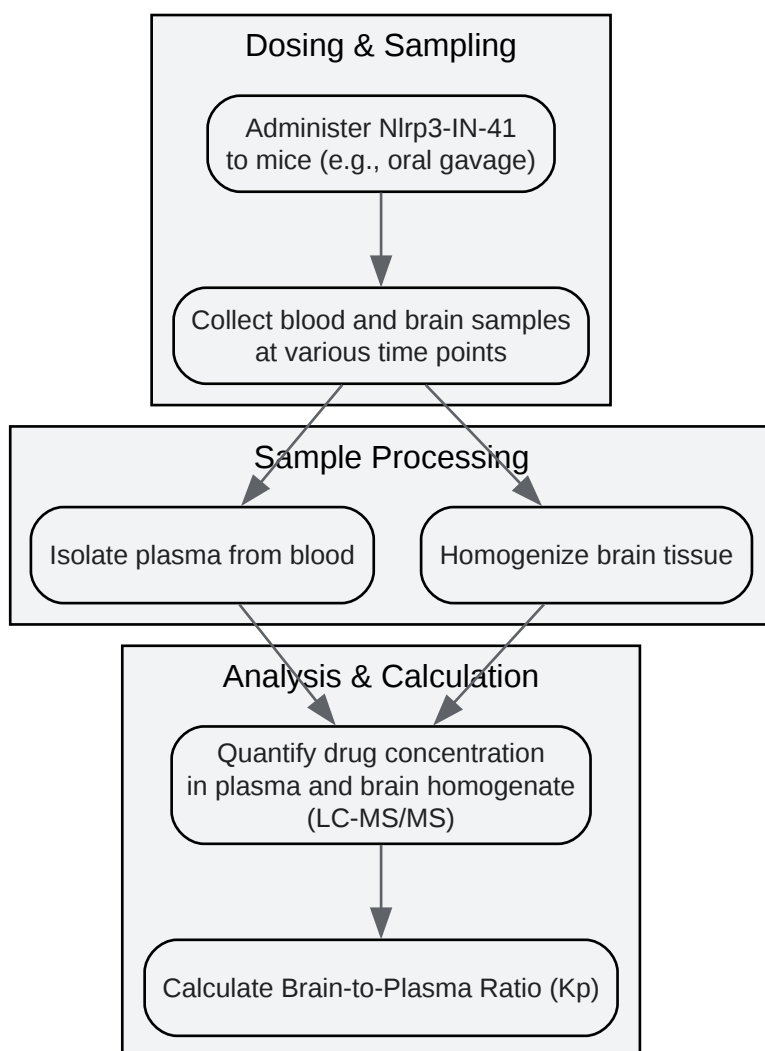 Dosing & Sampling
Administer Nlrp3-IN-41
to mice (e.g., oral gavage)
Collect blood and brain samples
at various time points
Sample Processing
Isolate plasma from blood
Homogenize brain tissue
Analysis & Calculation
Quantify drug concentration
in plasma and brain homogenate
(LC-MS/MS)
Calculate Brain-to-Plasma Ratio (Kp)